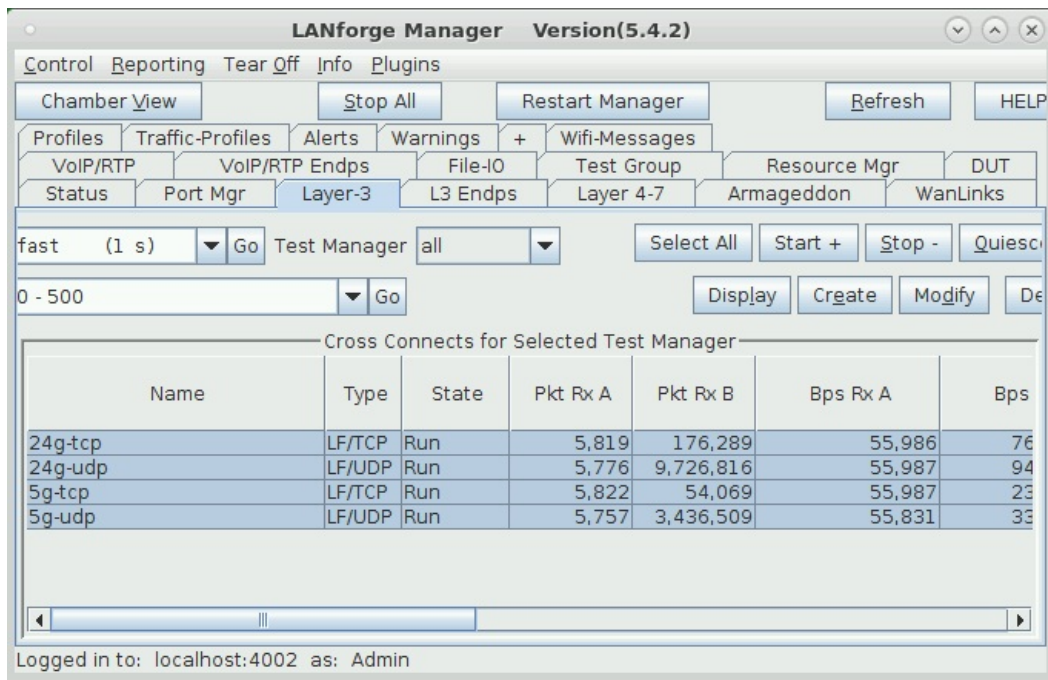 LANforge Manager Version(5.4.2)
Control Reporting Tear Off Info Plugins
Chamber View Stop All Restart Manager Refresh HELP
Profiles Traffic-Profiles Alerts Warnings + Wifi-Messages
VoIP/RTP VoIP/RTP Endps File-IO Test Group Resource Mgr DUT
Status Port Mgr Layer-3 L3 Endps Layer 4-7 Armageddon WanLinks
fast (1 s) Go Test Manager all Select All Start + Stop - Quiesc
0 - 500 Go Display Create Modify De
Cross Connects for Selected Test Manager
Name Type State Pkt Rx A Pkt Rx B Bps Rx A Bps
24g-tcp LF/TCP Run 5,819 176,289 55,986 76
24g-udp LF/UDP Run 5,776 9,726,816 55,987 94
5g-tcp LF/TCP Run 5,822 54,069 55,987 23
5g-udp LF/UDP Run 5,757 3,436,509 55,831 33
Logged in to: localhost:4002 as: Admin